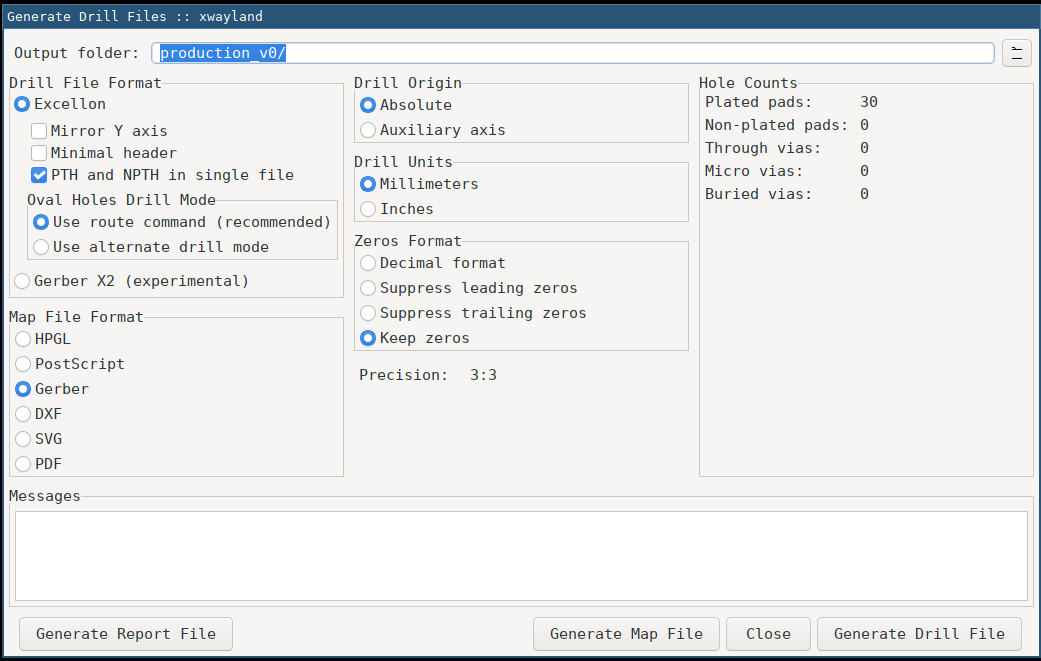 Generate Drill Files :: xwayland
Output folder: production_v0/
Drill File Format
Excellon
Mirror Y axis
Minimal header
PTH and NPTH in single file
Oval Holes Drill Mode
Use route command (recommended)
Use alternate drill mode
Gerber X2 (experimental)
Map File Format
HPGL
PostScript
Gerber
DXF
SVG
PDF
Drill Origin
Absolute
Auxiliary axis
Drill Units
Millimeters
Inches
Zeros Format
Decimal format
Suppress leading zeros
Suppress trailing zeros
Keep zeros
Precision: 3:3
Hole Counts
Plated pads: 30
Non-plated pads: 0
Through vias: 0
Micro vias: 0
Buried vias: 0
Messages
Generate Report File
Generate Map File
Close
Generate Drill File